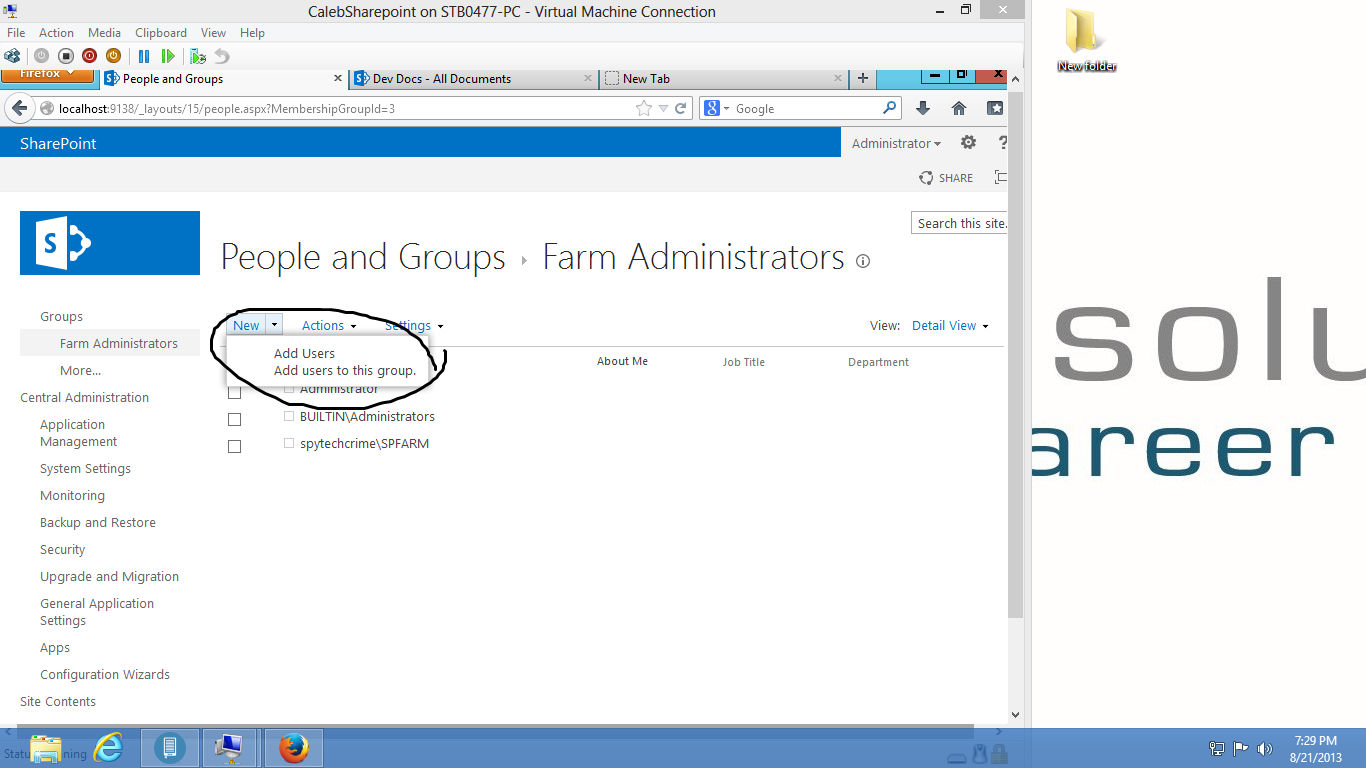 CalebSharepoint on STB0477-PC - Virtual Machine Connection
File Action Media Clipboard View Help
Firefox
People and Groups
Dev Docs - All Documents
New Tab
localhost:9138/_layouts/15/people.aspx?MembershipGroupId=3
Google
SharePoint
Administrator
SHARE
Search this site.
People and Groups Farm Administrators
Groups
Farm Administrators
More...
Central Administration
Application
Management
System Settings
Monitoring
Backup and Restore
Security
Upgrade and Migration
General Application
Settings
Apps
Configuration Wizards
Site Contents
New Actions Settings
View: Detail View
Add Users
Add users to this group.
About Me Job Title Department
Administrator
BUILTIN\Administrators
spytechcrime\SPFARM
New folder
solu
areer
7:29 PM
8/21/2013